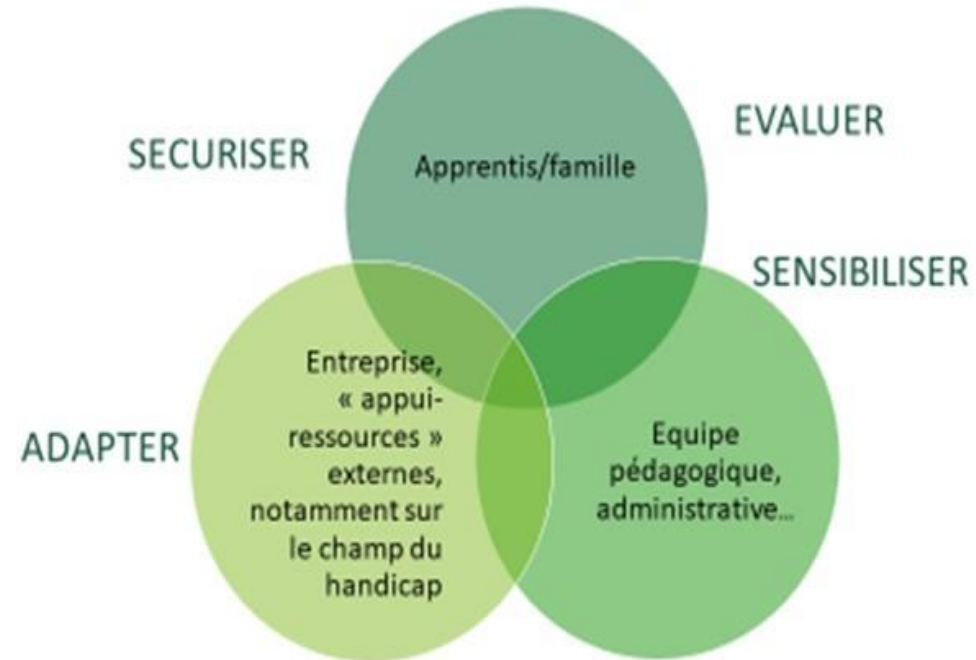 EVALUER
SECURISER
Apprentis/famille
SENSIBILISER
Entreprise,
« appui-
ressources »
externes,
notamment sur
le champ du
handicap
ADAPTER
Equipe
pédagogique,
administrative...